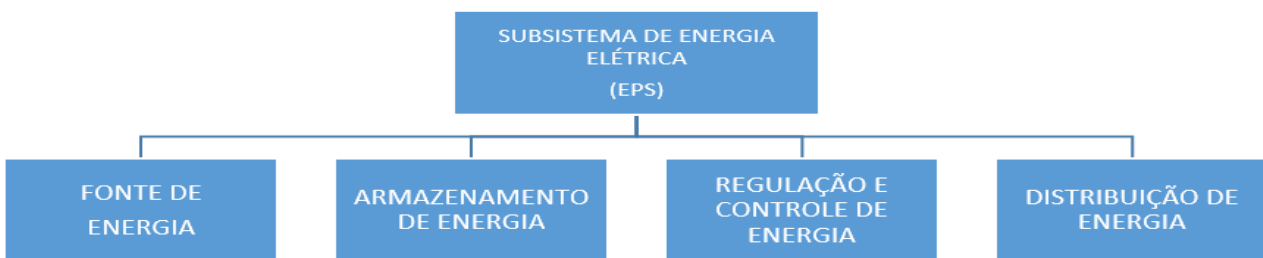 SUBSISTEMA DE ENERGIA
ELÉTRICA
(EPS)
FONTE DE
ENERGIA
ARMAZENAMENTO
DE ENERGIA
REGULAÇÃO E
CONTROLE DE
ENERGIA
DISTRIBUIÇÃO DE
ENERGIA